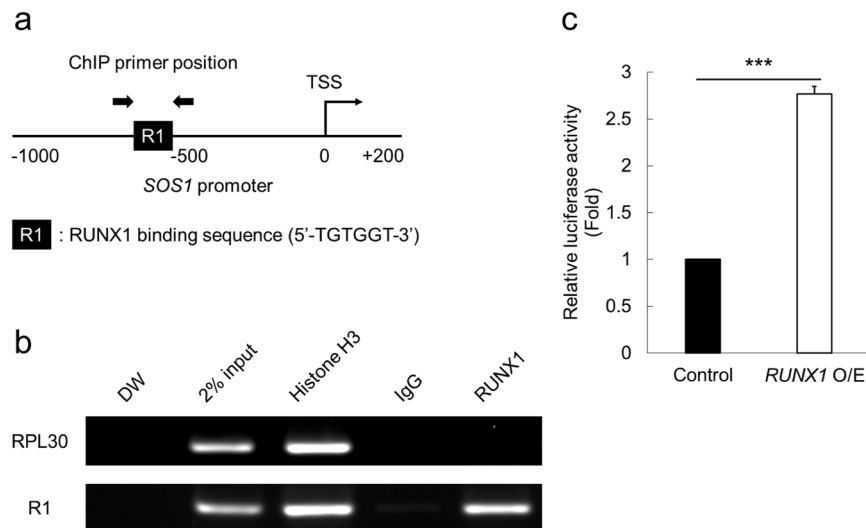 a
ChIP primer position
TSS
R1
-1000
-500
0
+200
SOS1 promoter
R1 : RUNX1 binding sequence (5'-TGTGGT-3')
b
DW
2% input
Histone H3
IgG
RUNX1
RPL30
R1
c
***
Relative luciferase activity
(Fold)
3
2.5
2
1.5
1
0.5
0
Control
RUNX1 O/E